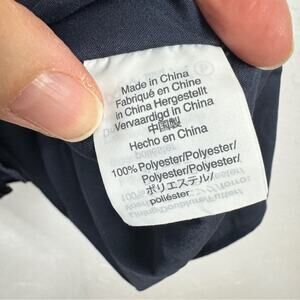 Made in China
Fabriqué en China
in China Hergestellt
Vervaardigd in China
中国製
Hecho en China
100% Polyester/Polyester/
Polyester/Polyester/
ポリエステル/
poliéster